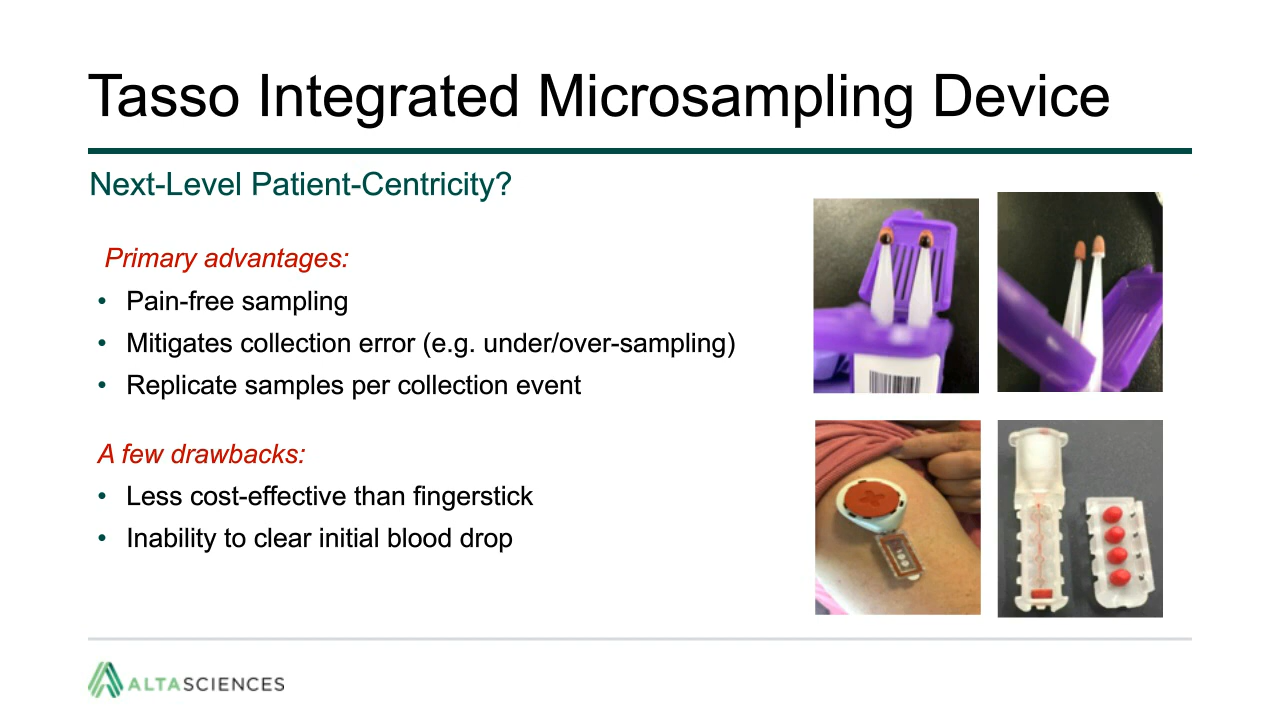 Tasso Integrated Microsampling Device
Next-Level Patient-Centricity?
Primary advantages:
• Pain-free sampling
• Mitigates collection error (e.g. under/over-sampling)
• Replicate samples per collection event
A few drawbacks:
• Less cost-effective than fingerstick
• Inability to clear initial blood drop
ALTASCIENCES